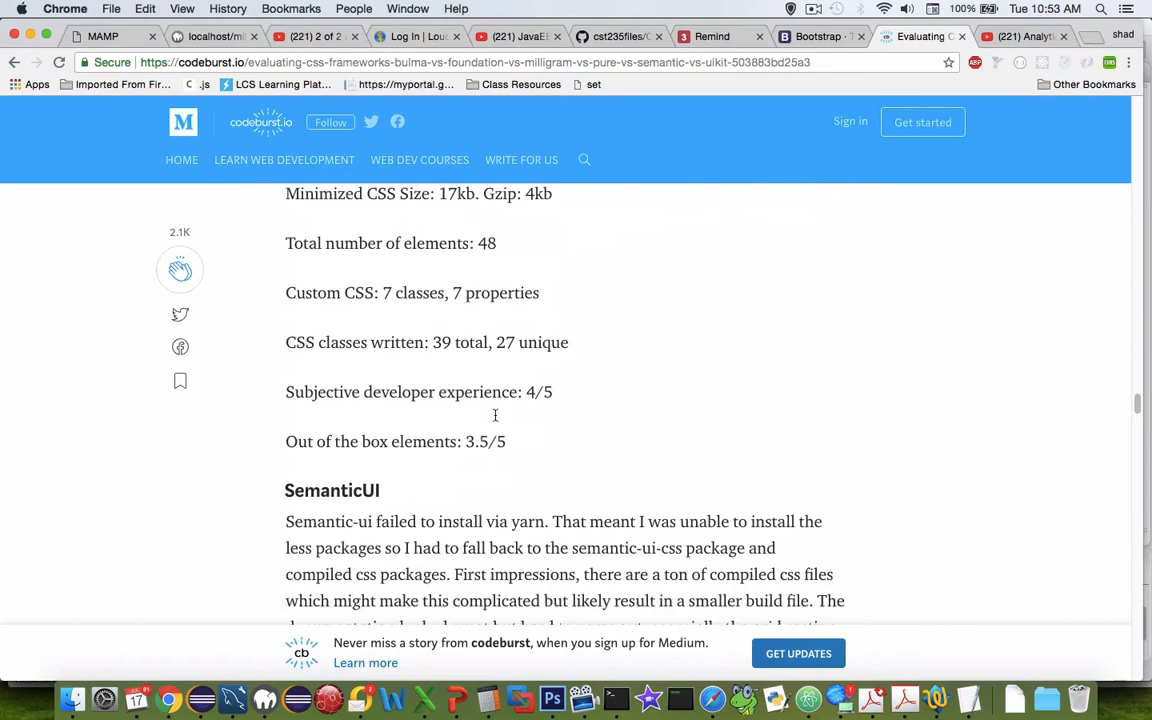 Chrome File Edit View History Bookmarks People Window Help 100% Tue 10:53 AM
MAMP localhost/mi (221) 2 of 2 Log In | Lou (221) JavaEE cst235files/C Remind Bootstrap · T Evaluating C (221) Analyti shad
Secure https://codeburst.io/evaluating-css-frameworks-bulma-vs-foundation-vs-milligram-vs-pure-vs-semantic-vs-uikit-503883bd25a3
Apps Imported From Fir... .js LCS Learning Plat... https://myportal.g... Class Resources set Other Bookmarks
M codeburst.io Follow Sign in Get started
HOME LEARN WEB DEVELOPMENT WEB DEV COURSES WRITE FOR US
Minimized CSS Size: 17kb. Gzip: 4kb
2.1K
Total number of elements: 48
Custom CSS: 7 classes, 7 properties
CSS classes written: 39 total, 27 unique
Subjective developer experience: 4/5
Out of the box elements: 3.5/5
SemanticUI
Semantic-ui failed to install via yarn. That meant I was unable to install the
less packages so I had to fall back to the semantic-ui-css package and
compiled css packages. First impressions, there are a ton of compiled css files
which might make this complicated but likely result in a smaller build file. The
cb Never miss a story from codeburst, when you sign up for Medium. GET UPDATES
Learn more